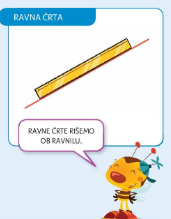 RAVNA ČRTA
RAVNE ČRTE RIŠEMO
OB RAVNILU.